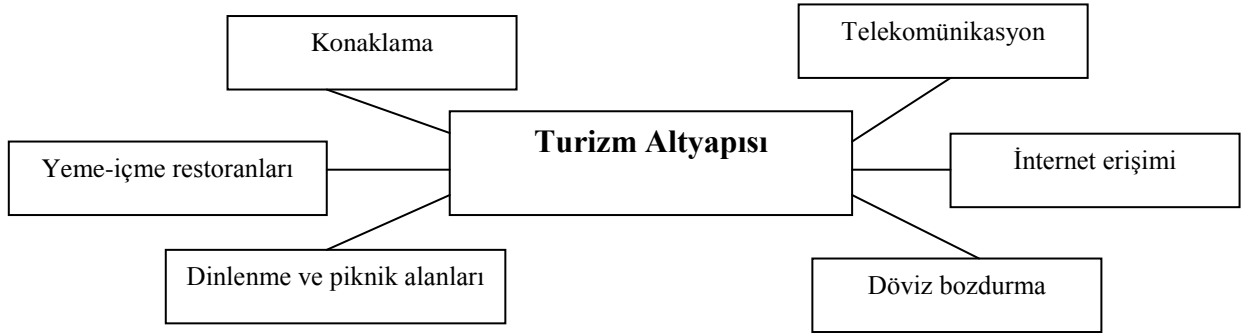 Konaklama
Telekomünikasyon
Turizm Altyapısı
Yeme-içme restoranları
İnternet erişimi
Dinlenme ve piknik alanları
Döviz bozdurma